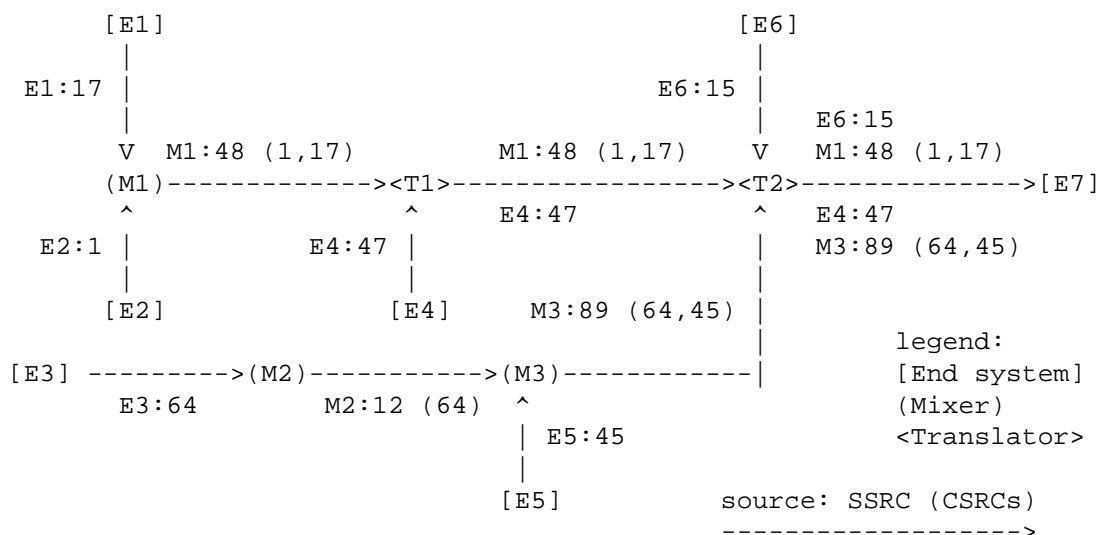 [E1]                                    [E6]
 |                                       |
E1:17 |                           E6:15 |
 |                                       |   E6:15
 V  M1:48 (1,17)         M1:48 (1,17)    V   M1:48 (1,17)
(M1)-------------><T1>-----------------><T2>-------------->[E7]
 ^                 ^     E4:47           ^   E4:47
E2:1 |           E4:47 |                 |   M3:89 (64,45)
 |                 |                     |
[E2]              [E4]     M3:89 (64,45) |
                                         |        legend:
[E3] --------->(M2)----------->(M3)------------|        [End system]
E3:64        M2:12 (64)  ^                        (Mixer)
| E5:45                <Translator>
|
[E5]          source: SSRC (CSRCs)
------------------->